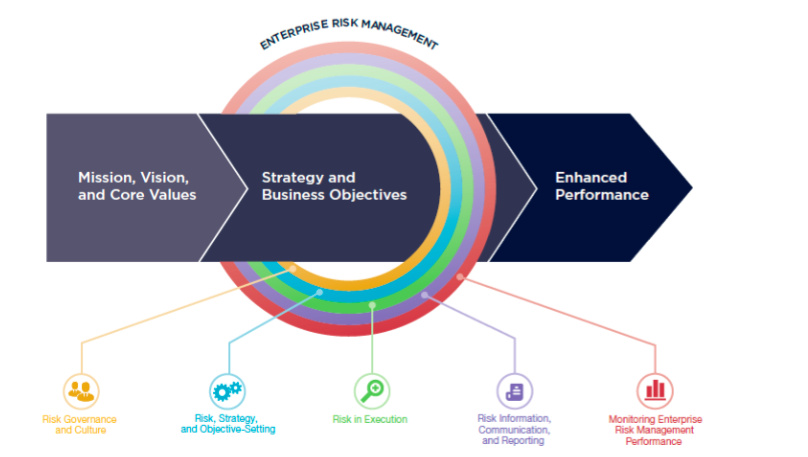 ENTERPRISE RISK MANAGEMENT
Mission, Vision,
and Core Values
Strategy and
Business Objectives
Enhanced
Performance
Risk Governance
and Culture
Risk, Strategy,
and Objective-Setting
Risk in Execution
Risk Information,
Communication,
and Reporting
Monitoring Enterprise
Risk Management
Performance